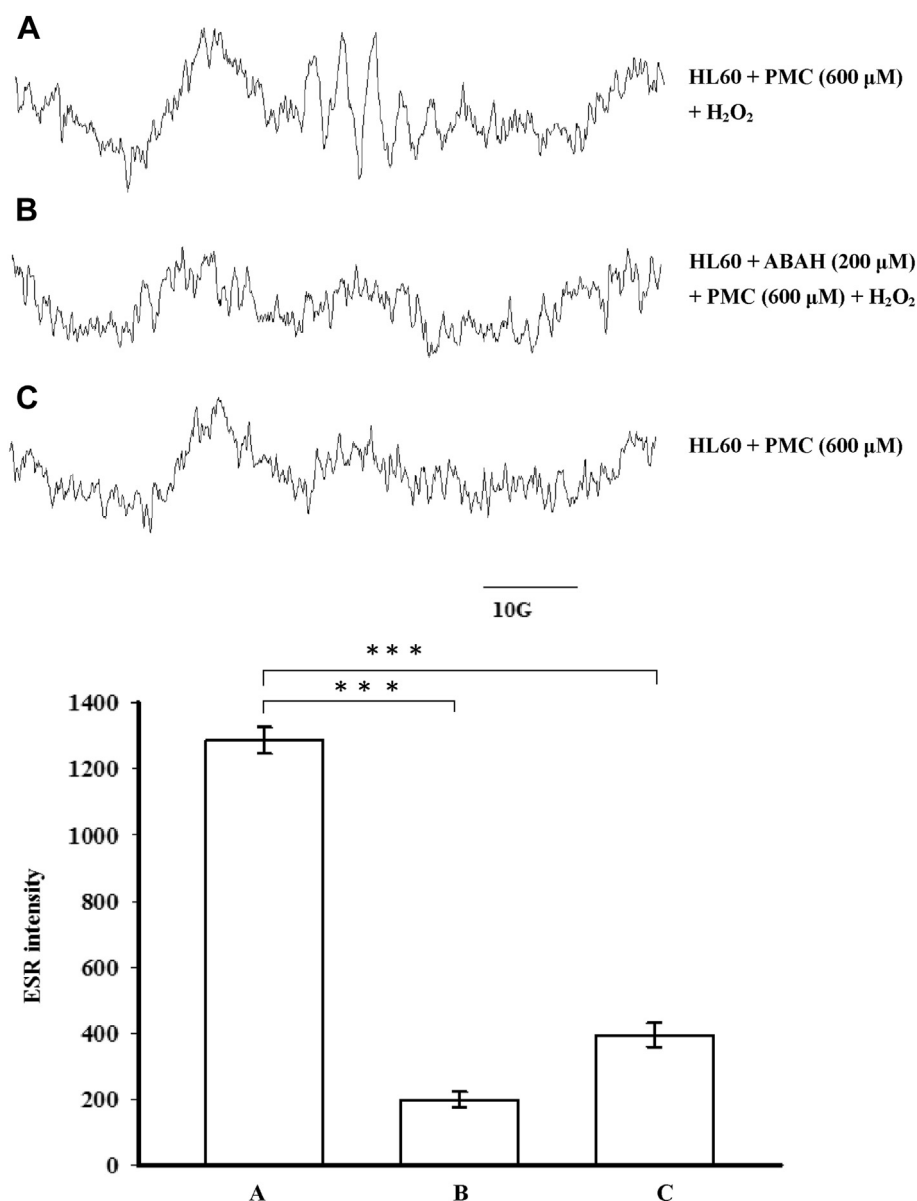 A
HL60 + PMC (600 µM)
+ H₂O₂
B
HL60 + ABAH (200 µM)
+ PMC (600 µM) + H₂O₂
C
HL60 + PMC (600 µM)
10G
* * *
* * *
1400
1200
1000
800
600
400
200
0
ESR intensity
A B C